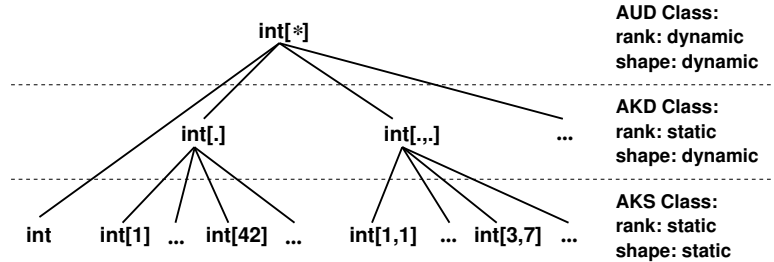 int[*]
AUD Class:
rank: dynamic
shape: dynamic
int[.]
int[.,.]
...
AKD Class:
rank: static
shape: dynamic
int
int[1]
...
int[42]
...
int[1,1]
...
int[3,7]
...
AKS Class:
rank: static
shape: static